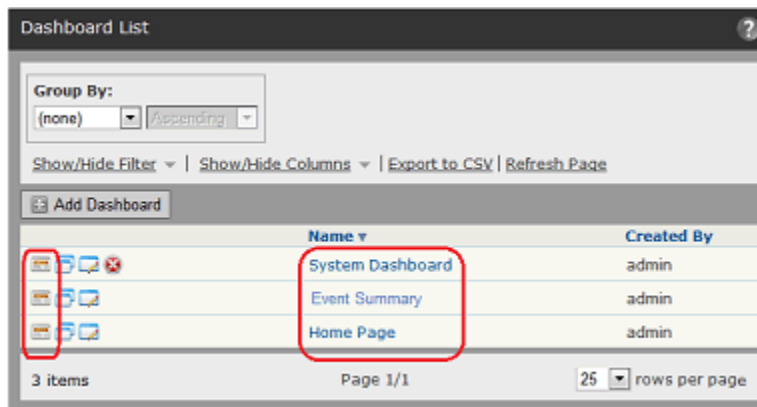 Dashboard List ?
Group By:
(none) Ascending
Show/Hide Filter | Show/Hide Columns | Export to CSV | Refresh Page
Add Dashboard
Name Created By
System Dashboard admin
Event Summary admin
Home Page admin
3 items Page 1/1 25 rows per page